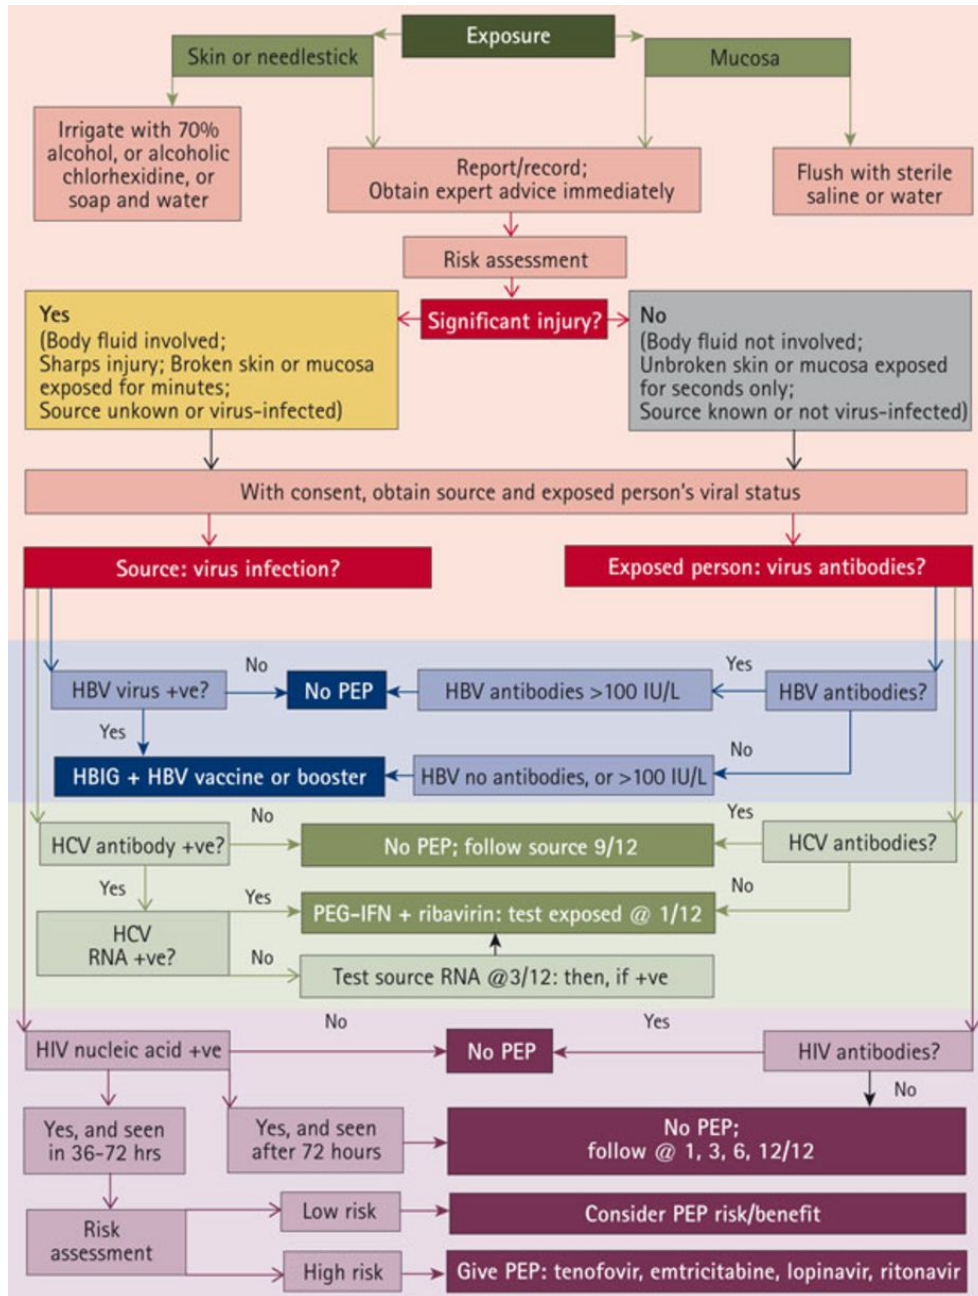 Exposure
Skin or needlestick
Mucosa
Irrigate with 70%
alcohol, or alcoholic
chlorhexidine, or
soap and water
Report/record;
Obtain expert advice immediately
Flush with sterile
saline or water
Risk assessment
Significant injury?
Yes
(Body fluid involved;
Sharps injury; Broken skin or mucosa
exposed for minutes;
Source unkown or virus-infected)
No
(Body fluid not involved;
Unbroken skin or mucosa exposed
for seconds only;
Source known or not virus-infected)
With consent, obtain source and exposed person's viral status
Source: virus infection?
Exposed person: virus antibodies?
HBV virus +ve?
No
No PEP
HBV antibodies >100 IU/L
Yes
HBV antibodies?
Yes
HBIG + HBV vaccine or booster
HBV no antibodies, or >100 IU/L
No
HCV antibody +ve?
No
No PEP; follow source 9/12
Yes
HCV antibodies?
Yes
HCV
RNA +ve?
Yes
PEG-IFN + ribavirin: test exposed @ 1/12
No
No
Test source RNA @3/12: then, if +ve
HIV nucleic acid +ve
No
No PEP
Yes
HIV antibodies?
No
Yes, and seen
in 36-72 hrs
Yes, and seen
after 72 hours
No PEP;
follow @ 1, 3, 6, 12/12
Risk
assessment
Low risk
Consider PEP risk/benefit
High risk
Give PEP: tenofovir, emtricitabine, lopinavir, ritonavir